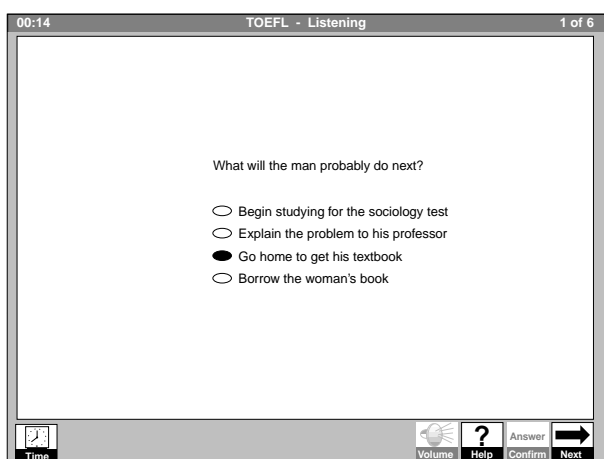 00:14 TOEFL - Listening 1 of 6
What will the man probably do next?
Begin studying for the sociology test
Explain the problem to his professor
Go home to get his textbook
Borrow the woman's book
? Answer
Time Volume Help Confirm Next